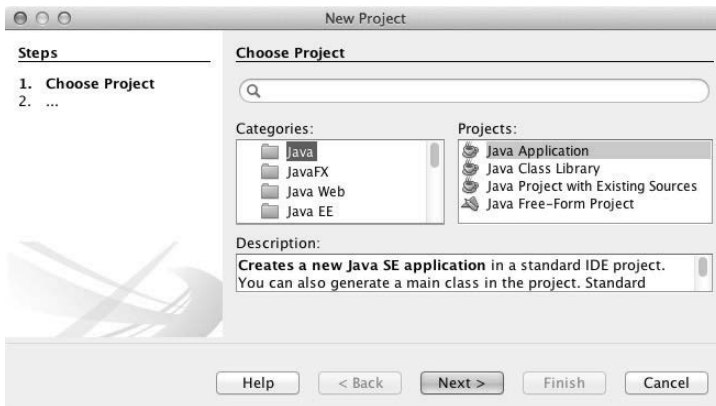 New Project
Steps
1. Choose Project
2. ...
Choose Project
Categories:
Java
JavaFX
Java Web
Java EE
Projects:
Java Application
Java Class Library
Java Project with Existing Sources
Java Free-Form Project
Description:
Creates a new Java SE application in a standard IDE project.
You can also generate a main class in the project. Standard
Help
< Back
Next >
Finish
Cancel